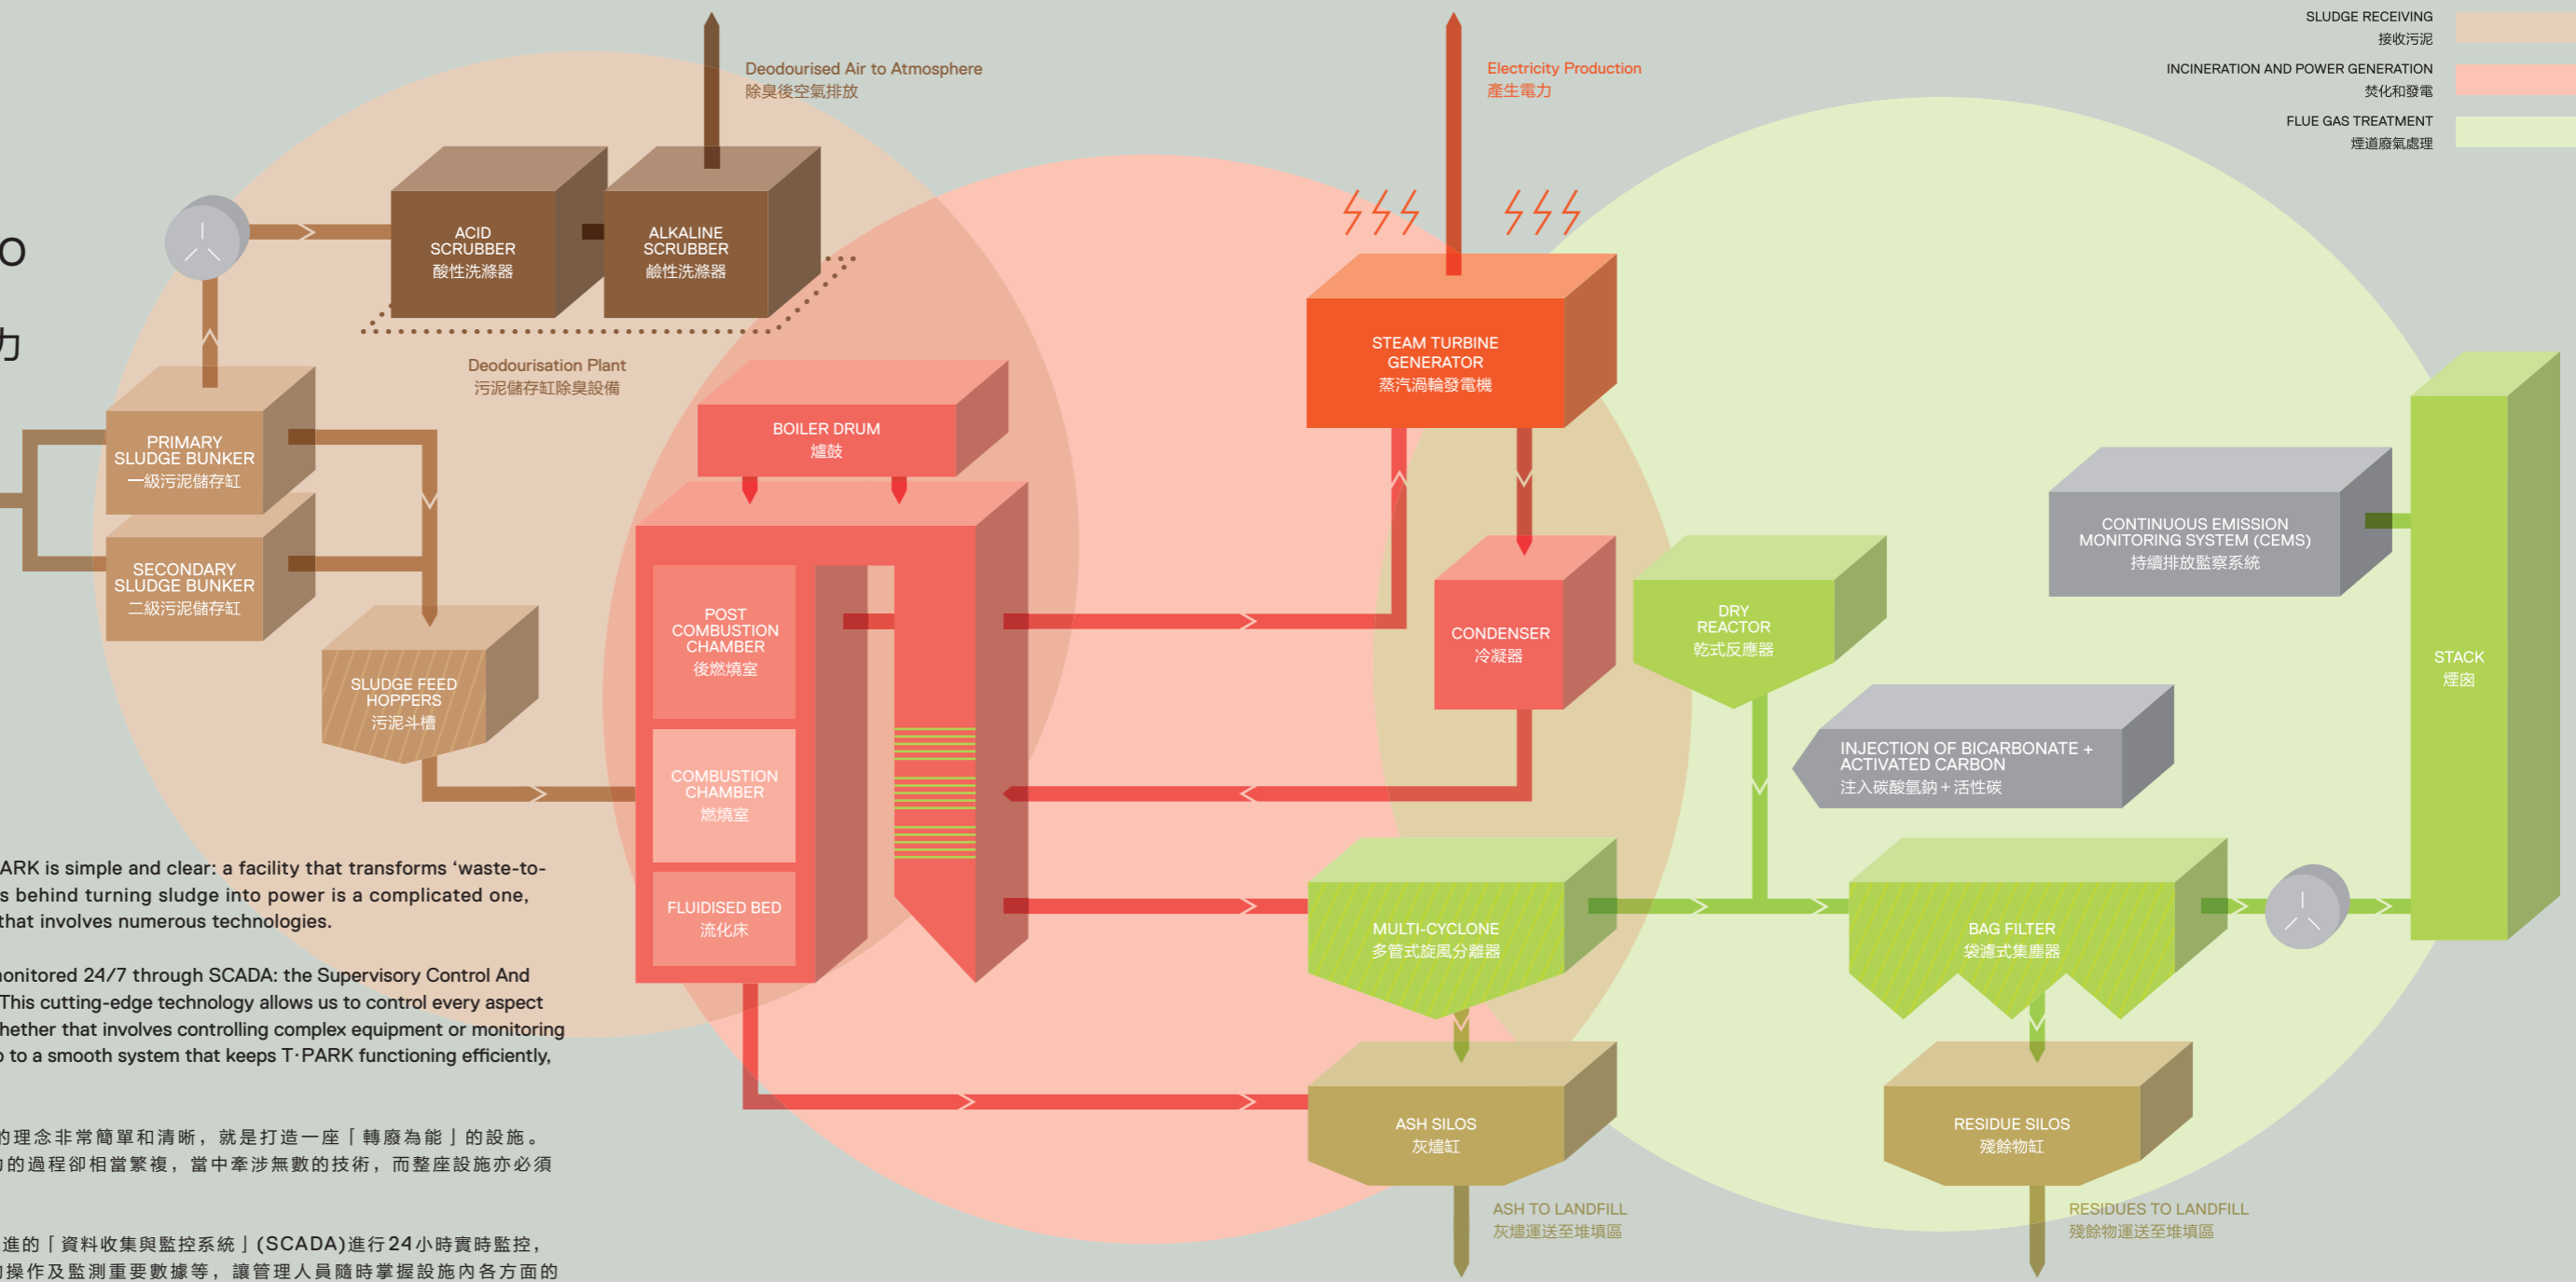 SLUDGE RECEIVING
接收污泥
INCINERATION AND POWER GENERATION
焚化和發電
FLUE GAS TREATMENT
煙道廢氣處理
Deodourised Air to Atmosphere
除臭後空氣排放
Electricity Production
產生電力
O
力
ACID
SCRUBBER
酸性洗滌器
ALKALINE
SCRUBBER
鹼性洗滌器
Deodourisation Plant
污泥儲存缸除臭設備
PRIMARY
SLUDGE BUNKER
一級污泥儲存缸
SECONDARY
SLUDGE BUNKER
二級污泥儲存缸
SLUDGE FEED
HOPPERS
污泥斗槽
BOILER DRUM
爐鼓
POST
COMBUSTION
CHAMBER
後燃燒室
COMBUSTION
CHAMBER
燃燒室
FLUIDISED BED
流化床
STEAM TURBINE
GENERATOR
蒸汽渦輪發電機
CONDENSER
冷凝器
DRY
REACTOR
乾式反應器
CONTINUOUS EMISSION
MONITORING SYSTEM (CEMS)
持續排放監察系統
STACK
煙囪
INJECTION OF BICARBONATE +
ACTIVATED CARBON
注入碳酸氫鈉+活性碳
MULTI-CYCLONE
多管式旋風分離器
BAG FILTER
袋濾式集塵器
ASH SILOS
灰燼缸
RESIDUE SILOS
殘餘物缸
ASH TO LANDFILL
灰燼運送至堆填區
RESIDUES TO LANDFILL
殘餘物運送至堆填區
ARK is simple and clear: a facility that transforms ‘waste-to-
s behind turning sludge into power is a complicated one,
that involves numerous technologies.
onitored 24/7 through SCADA: the Supervisory Control And
This cutting-edge technology allows us to control every aspect
hether that involves controlling complex equipment or monitoring
o to a smooth system that keeps T·PARK functioning efficiently,
的理念非常簡單和清晰，就是打造一座「轉廢為能」的設施。
的過程卻相當繁複，當中牽涉無數的技術，而整座設施亦必須
進的「資料收集與監控系統」(SCADA)進行24小時實時監控，
操作及監測重要數據等，讓管理人員隨時掌握設施內各方面的